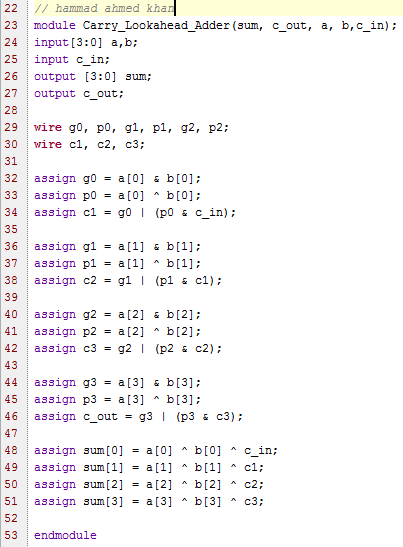 22 // hammad ahmed khan
23 module Carry_Lookahead_Adder(sum, c_out, a, b,c_in);
24 input[3:0] a,b;
25 input c_in;
26 output [3:0] sum;
27 output c_out;
28
29 wire g0, p0, g1, p1, g2, p2;
30 wire c1, c2, c3;
31
32 assign g0 = a[0] & b[0];
33 assign p0 = a[0] ^ b[0];
34 assign c1 = g0 | (p0 & c_in);
35
36 assign g1 = a[1] & b[1];
37 assign p1 = a[1] ^ b[1];
38 assign c2 = g1 | (p1 & c1);
39
40 assign g2 = a[2] & b[2];
41 assign p2 = a[2] ^ b[2];
42 assign c3 = g2 | (p2 & c2);
43
44 assign g3 = a[3] & b[3];
45 assign p3 = a[3] ^ b[3];
46 assign c_out = g3 | (p3 & c3);
47
48 assign sum[0] = a[0] ^ b[0] ^ c_in;
49 assign sum[1] = a[1] ^ b[1] ^ c1;
50 assign sum[2] = a[2] ^ b[2] ^ c2;
51 assign sum[3] = a[3] ^ b[3] ^ c3;
52
53 endmodule